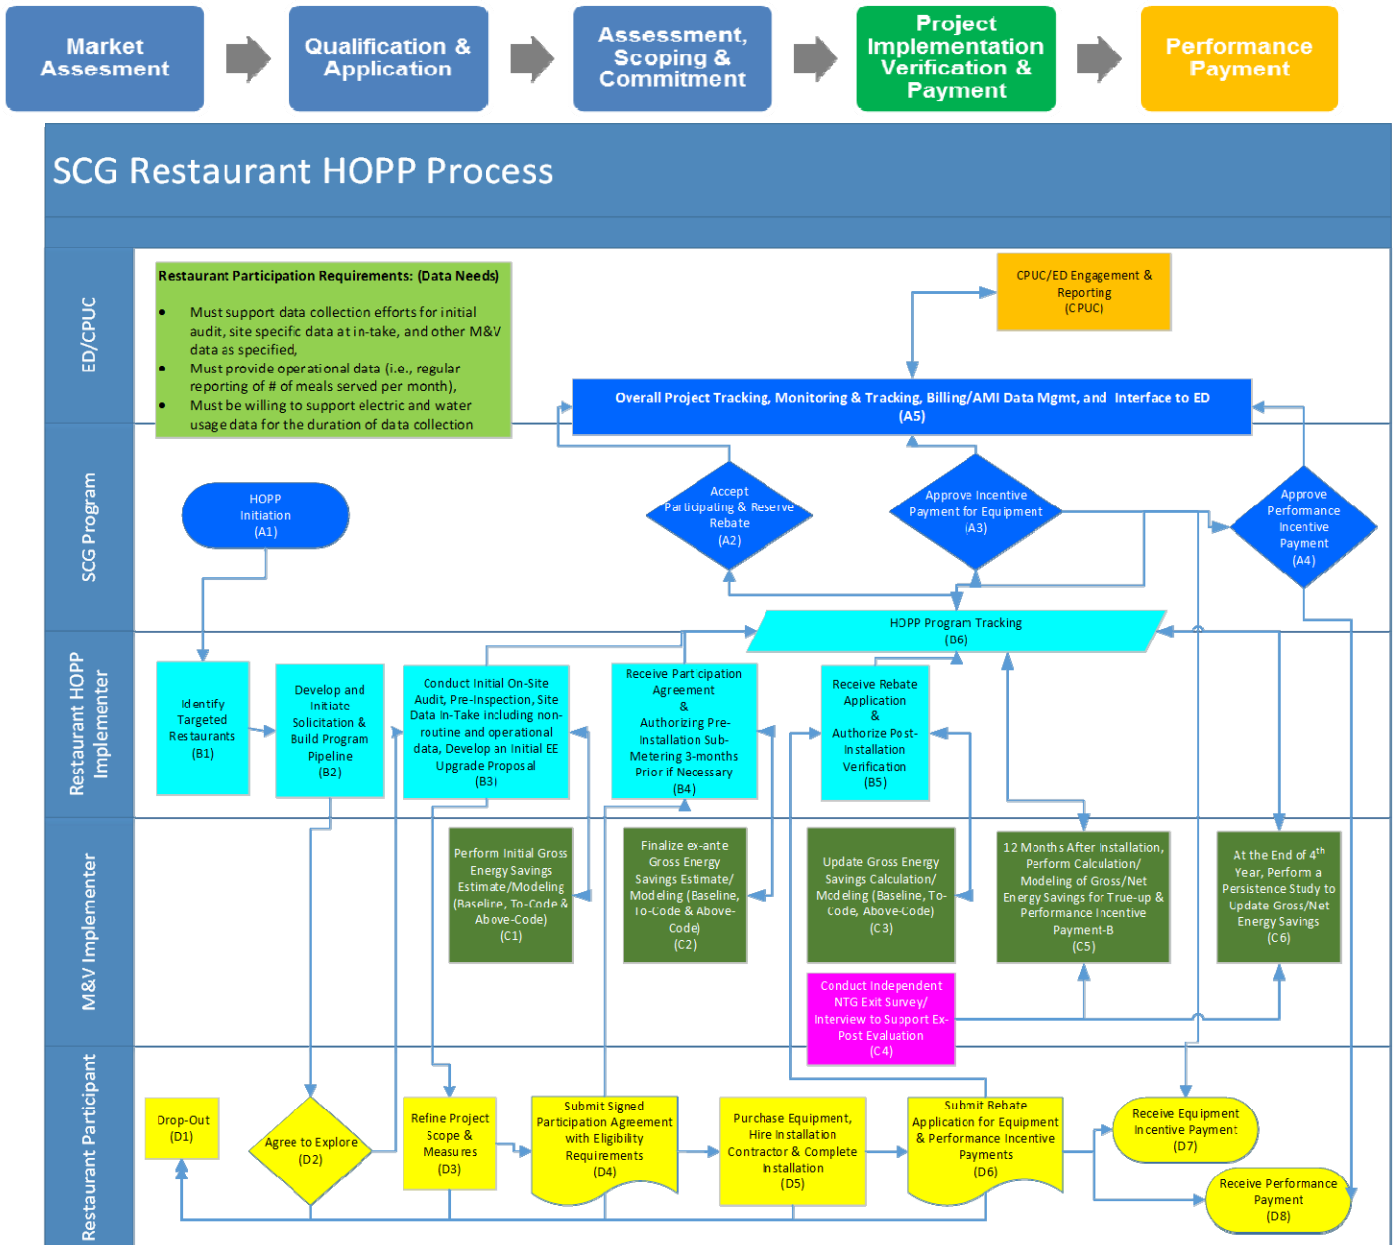 Market
Assesment
Qualification &
Application
Assessment,
Scoping &
Commitment
Project
Implementation
Verification &
Payment
Performance
Payment
SCG Restaurant HOPP Process
ED/CPUC
Restaurant Participation Requirements: (Data Needs)
• Must support data collection efforts for initial
audit, site specific data at in-take, and other M&V
data as specified,
• Must provide operational data (i.e., regular
reporting of # of meals served per month),
• Must be willing to support electric and water
usage data for the duration of data collection
CPUC/ED Engagement &
Reporting
(CPUC)
Overall Project Tracking, Monitoring & Tracking, Billing/AMI Data Mgmt, and Interface to ED
(A5)
SCG Program
HOPP
Initiation
(A1)
Accept
Participating & Reserve
Rebate
(A2)
Approve Incentive
Payment for Equipment
(A3)
Approve
Performance
Incentive
Payment
(A4)
HOPP Program Tracking
(B6)
Restaurant HOPP
Implementer
Identify
Targeted
Restaurants
(B1)
Develop and
Initiate
Solicitation &
Build Program
Pipeline
(B2)
Conduct Initial On-Site
Audit, Pre-Inspection, Site
Data In-Take including non-
routine and operational
data, Develop an Initial EE
Upgrade Proposal
(B3)
Receive Participation
Agreement
&
Authorizing Pre-
Installation Sub-
Metering 3-months
Prior if Necessary
(B4)
Receive Rebate
Application
&
Authorize Post-
Installation
Verification
(B5)
M&V Implementer
Perform Initial Gross
Energy Savings
Estimate/Modeling
(Baseline, To-Code &
Above-Code)
(C1)
Finalize ex-ante
Gross Energy
Savings Estimate/
Modeling (Baseline,
To-Code & Above-
Code)
(C2)
Update Gross Energy
Savings Calculation/
Modeling (Baseline, To-
Code, Above-Code)
(C3)
12 Months After Installation,
Perform Calculation/
Modeling of Gross/Net
Energy Savings for True-up &
Performance Incentive
Payment-B
(C5)
At the End of 4th
Year, Perform a
Persistence Study to
Update Gross/Net
Energy Savings
(C6)
Conduct Independent
NTG Exit Survey/
Interview to Support Ex-
Post Evaluation
(C4)
Restaurant Participant
Drop-Out
(D1)
Agree to Explore
(D2)
Refine Project
Scope &
Measures
(D3)
Submit Signed
Participation Agreement
with Eligibility
Requirements
(D4)
Purchase Equipment,
Hire Installation
Contractor & Complete
Installation
(D5)
Submit Rebate
Application for Equipment
& Performance Incentive
Payments
(D6)
Receive Equipment
Incentive Payment
(D7)
Receive Performance
Payment
(D8)